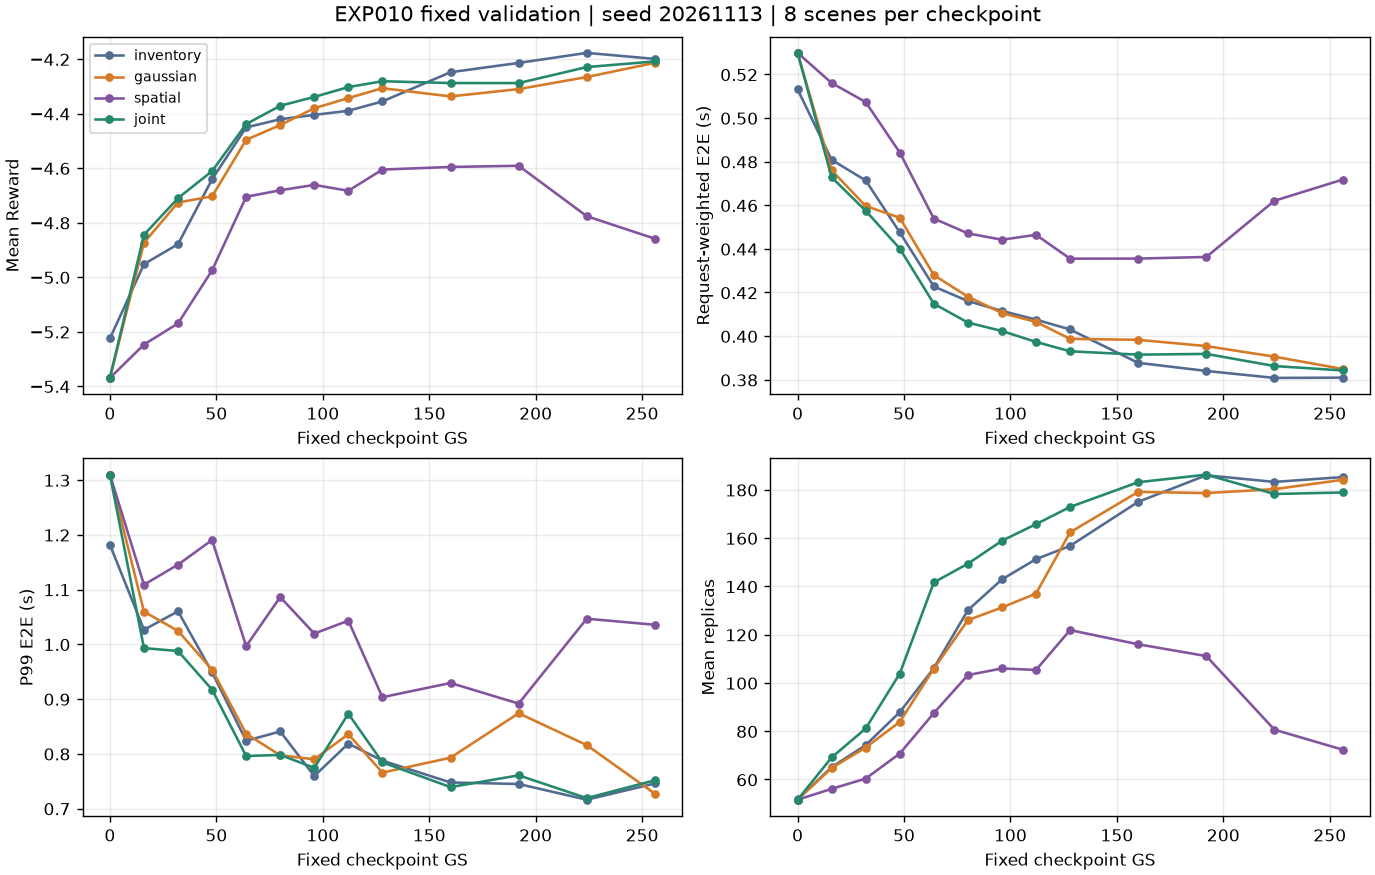 EXP010 fixed validation | seed 20261113 | 8 scenes per checkpoint
Mean Reward
−4.2
−4.4
−4.6
−4.8
−5.0
−5.2
−5.4
inventory
gaussian
spatial
joint
0 50 100 150 200 250
Fixed checkpoint GS
Request-weighted E2E (s)
0.52
0.50
0.48
0.46
0.44
0.42
0.40
0.38
0 50 100 150 200 250
Fixed checkpoint GS
P99 E2E (s)
1.3
1.2
1.1
1.0
0.9
0.8
0.7
0 50 100 150 200 250
Fixed checkpoint GS
Mean replicas
180
160
140
120
100
80
60
0 50 100 150 200 250
Fixed checkpoint GS